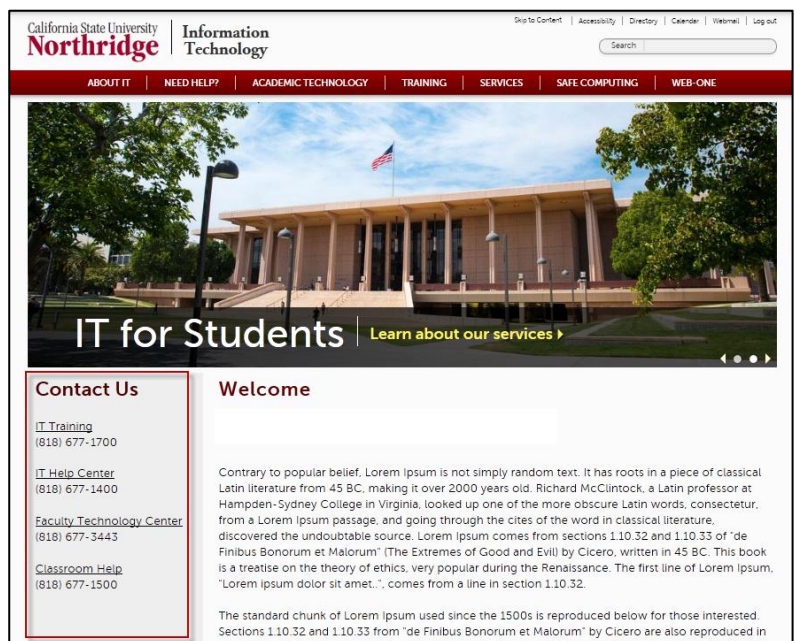 California State University
Northridge
Information
Technology
Skip to Content | Accessibility | Directory | Calendar | Webmail | Log out
Search
ABOUT IT | NEED HELP? | ACADEMIC TECHNOLOGY | TRAINING | SERVICES | SAFE COMPUTING | WEB-ONE
IT for Students | Learn about our services
Contact Us
IT Training
(818) 677-1700
IT Help Center
(818) 677-1400
Faculty Technology Center
(818) 677-3443
Classroom Help
(818) 677-1500
Welcome
Contrary to popular belief, Lorem Ipsum is not simply random text. It has roots in a piece of classical
Latin literature from 45 BC, making it over 2000 years old. Richard McClintock, a Latin professor at
Hampden-Sydney College in Virginia, looked up one of the more obscure Latin words, consectetur,
from a Lorem Ipsum passage, and going through the cites of the word in classical literature,
discovered the undoubtable source. Lorem Ipsum comes from sections 1.10.32 and 1.10.33 of "de
Finibus Bonorum et Malorum" (The Extremes of Good and Evil) by Cicero, written in 45 BC. This book
is a treatise on the theory of ethics, very popular during the Renaissance. The first line of Lorem Ipsum,
"Lorem ipsum dolor sit amet..", comes from a line in section 1.10.32.
The standard chunk of Lorem Ipsum used since the 1500s is reproduced below for those interested.
Sections 1.10.32 and 1.10.33 from "de Finibus Bonorum et Malorum" by Cicero are also reproduced in